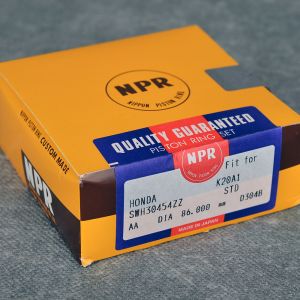 NPR
NIPPON PISTON RING
NIPPON PISTON RING CUSTOM MADE
NPR
QUALITY GUARANTEED
PISTON RING SET
NPR
Fit for
HONDA K20A1
SWH30454ZZ STD
AA DIA 86.000 mm D304B
MADE IN JAPAN